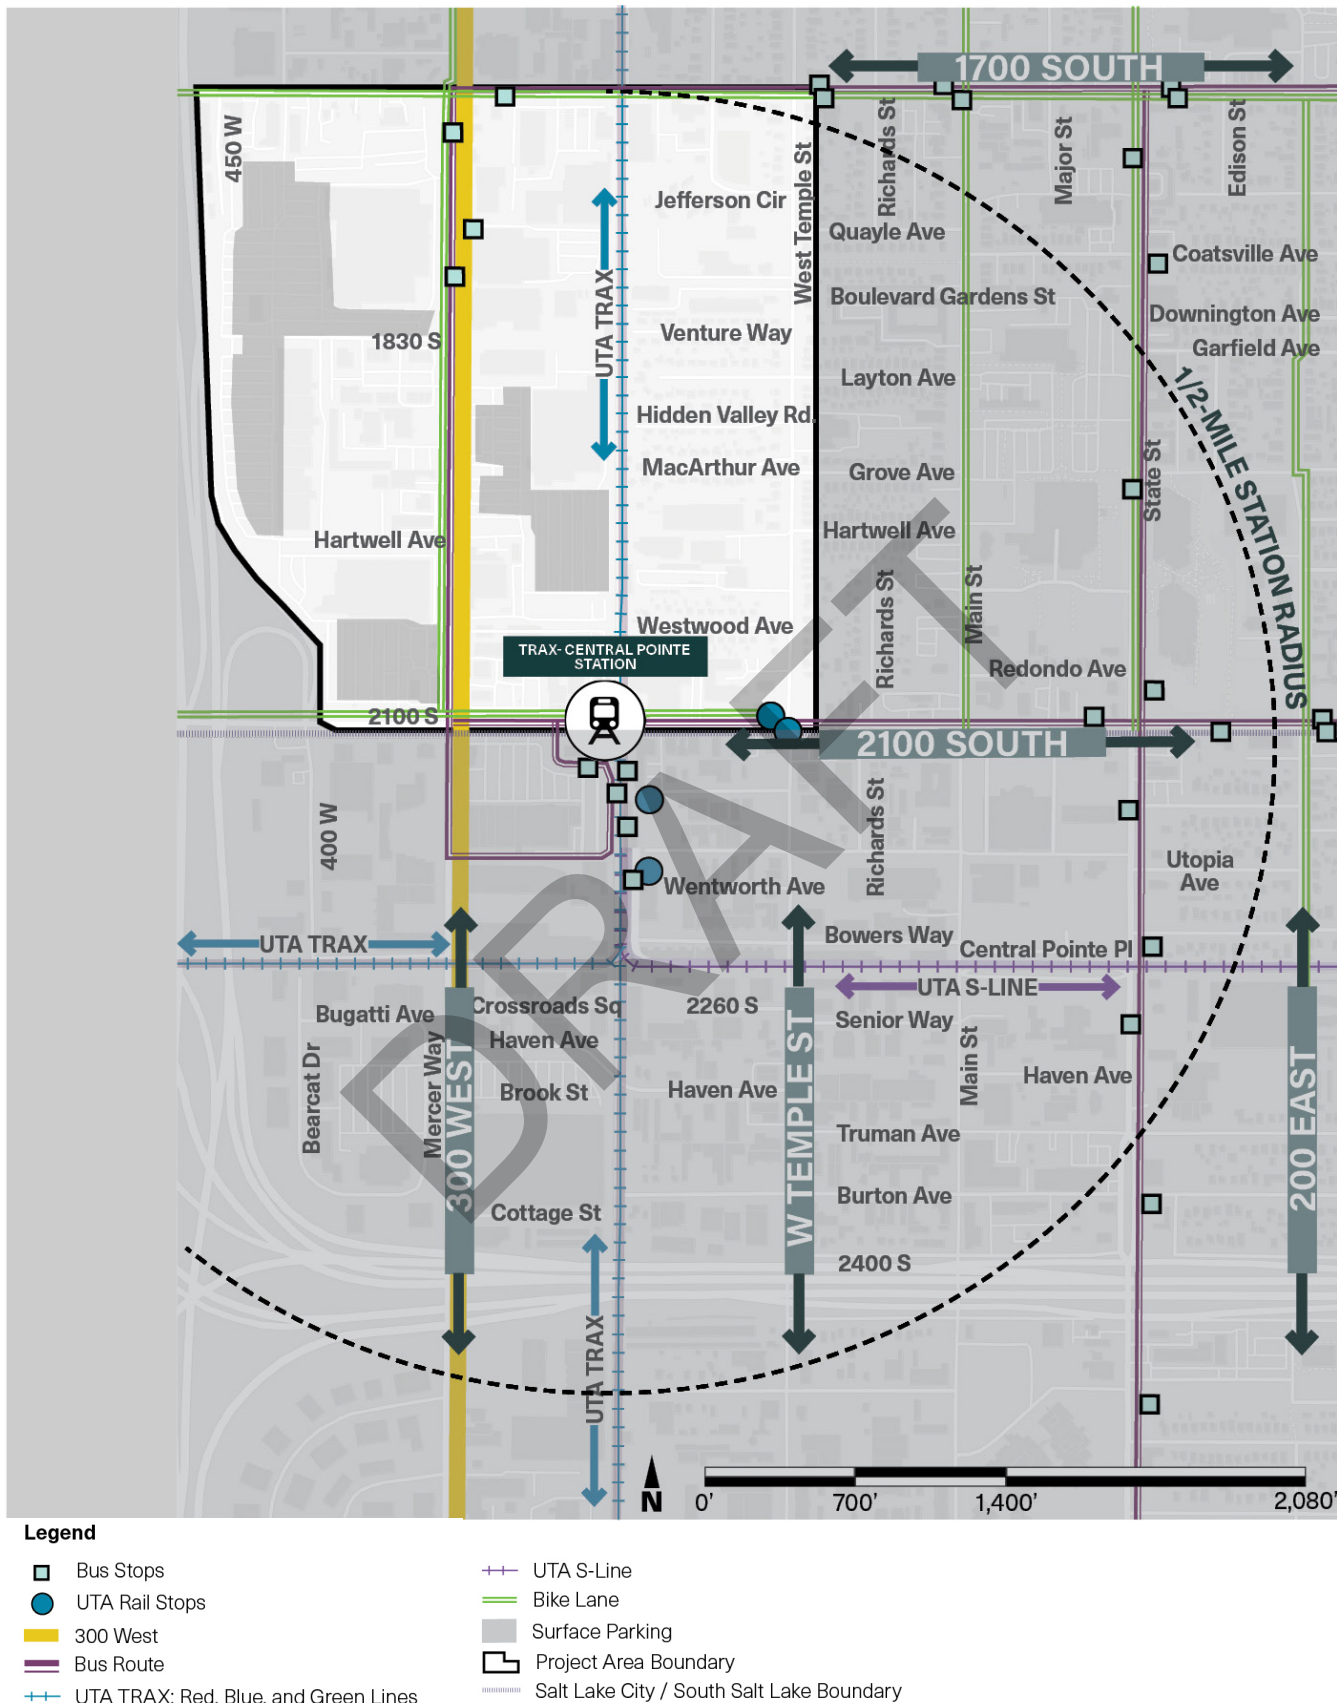 1700 SOUTH
450 W
Richards St
Major St
Edison St
Jefferson Cir
West Temple St
Quayle Ave
Coatsville Ave
UTA TRAX
Boulevard Gardens St
Downington Ave
1830 S
Venture Way
Garfield Ave
Layton Ave
1/2-MILE STATION RADIUS
Hidden Valley Rd
MacArthur Ave
Grove Ave
State St
Hartwell Ave
Hartwell Ave
Richards St
Main St
Westwood Ave
TRAX- CENTRAL POINTE
STATION
Redondo Ave
2100 S
2100 SOUTH
DRAFT
400 W
Richards St
Utopia
Ave
Wentworth Ave
UTA TRAX
Bowers Way
Central Pointe Pl
UTA S-LINE
Bugatti Ave
Crossroads Sq
2260 S
Senior Way
Bearcat Dr
Mercer Way
300 WEST
Haven Ave
W TEMPLE ST
Main St
200 EAST
Brook St
Haven Ave
Haven Ave
Truman Ave
Cottage St
Burton Ave
2400 S
UTA TRAX
N
0'
700'
1,400'
2,080'
Legend
Bus Stops
UTA Rail Stops
300 West
Bus Route
UTA TRAX: Red, Blue, and Green Lines
UTA S-Line
Bike Lane
Surface Parking
Project Area Boundary
Salt Lake City / South Salt Lake Boundary